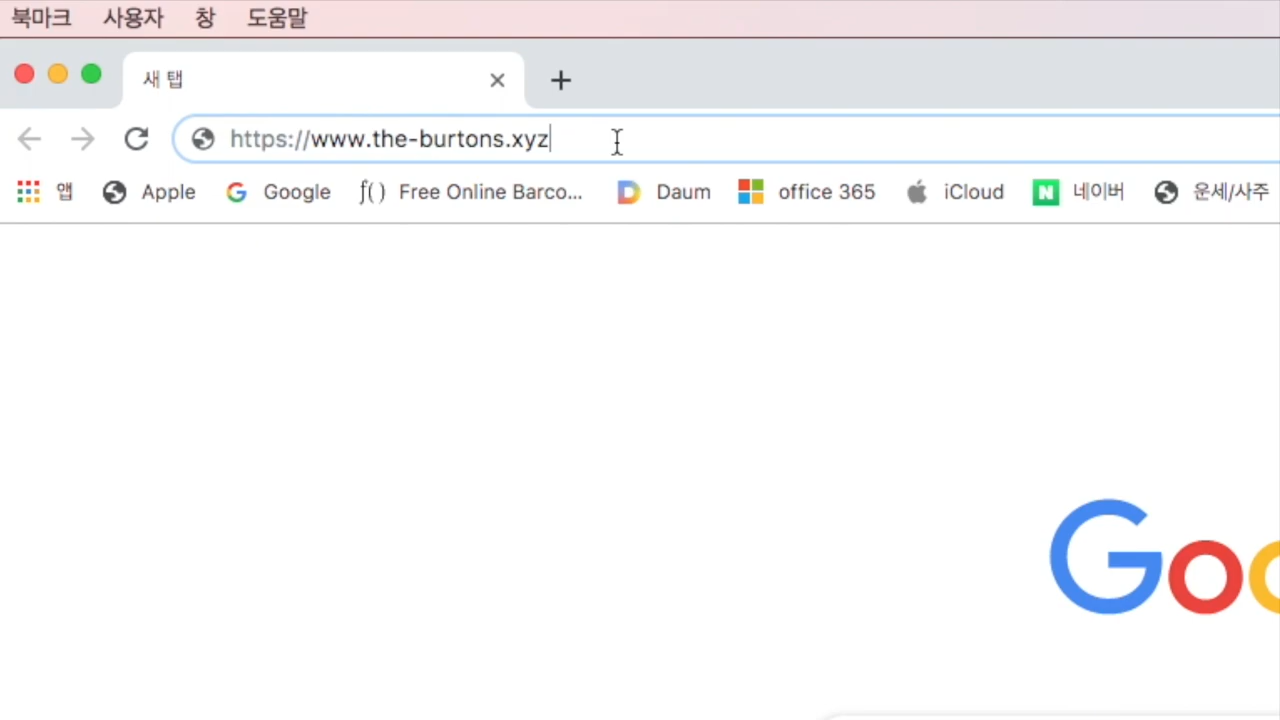 북마크 사용자 창 도움말
새 탭
https://www.the-burtons.xyz
앱 Apple Google f() Free Online Barco... Daum office 365 iCloud N 네이버 운세/사주
Goo